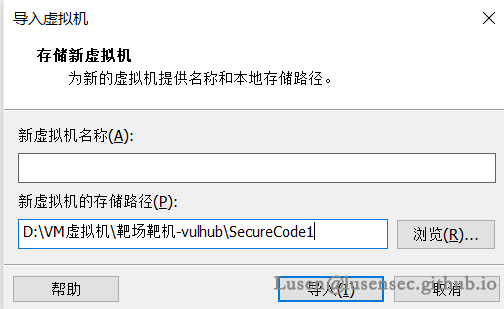 导入虚拟机
存储新虚拟机
为新的虚拟机提供名称和本地存储路径。
新虚拟机名称(A):
新虚拟机的存储路径(P):
D:\VM虚拟机\靶场靶机-vulhub\SecureCode1
浏览(R)...
帮助
导入(I)
取消
Lusen@lusensec.github.io